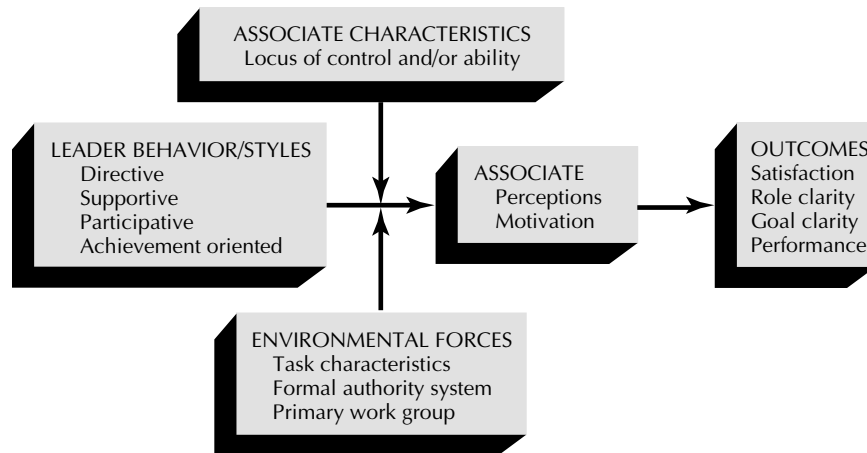 ASSOCIATE CHARACTERISTICS
Locus of control and/or ability
LEADER BEHAVIOR/STYLES
Directive
Supportive
Participative
Achievement oriented
ASSOCIATE
Perceptions
Motivation
OUTCOMES
Satisfaction
Role clarity
Goal clarity
Performance
ENVIRONMENTAL FORCES
Task characteristics
Formal authority system
Primary work group